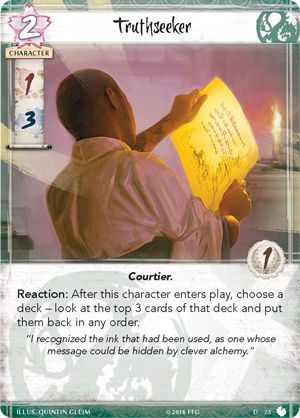 2
Truthseeker
CHARACTER
1
3
1
Courtier.
Reaction: After this character enters play, choose a
deck – look at the top 3 cards of that deck and put
them back in any order.
"I recognized the ink that had been used, as one whose
message could be hidden by clever alchemy."
ILLUS. QUINTIN GLEIM
© 2018 FFG
D 23